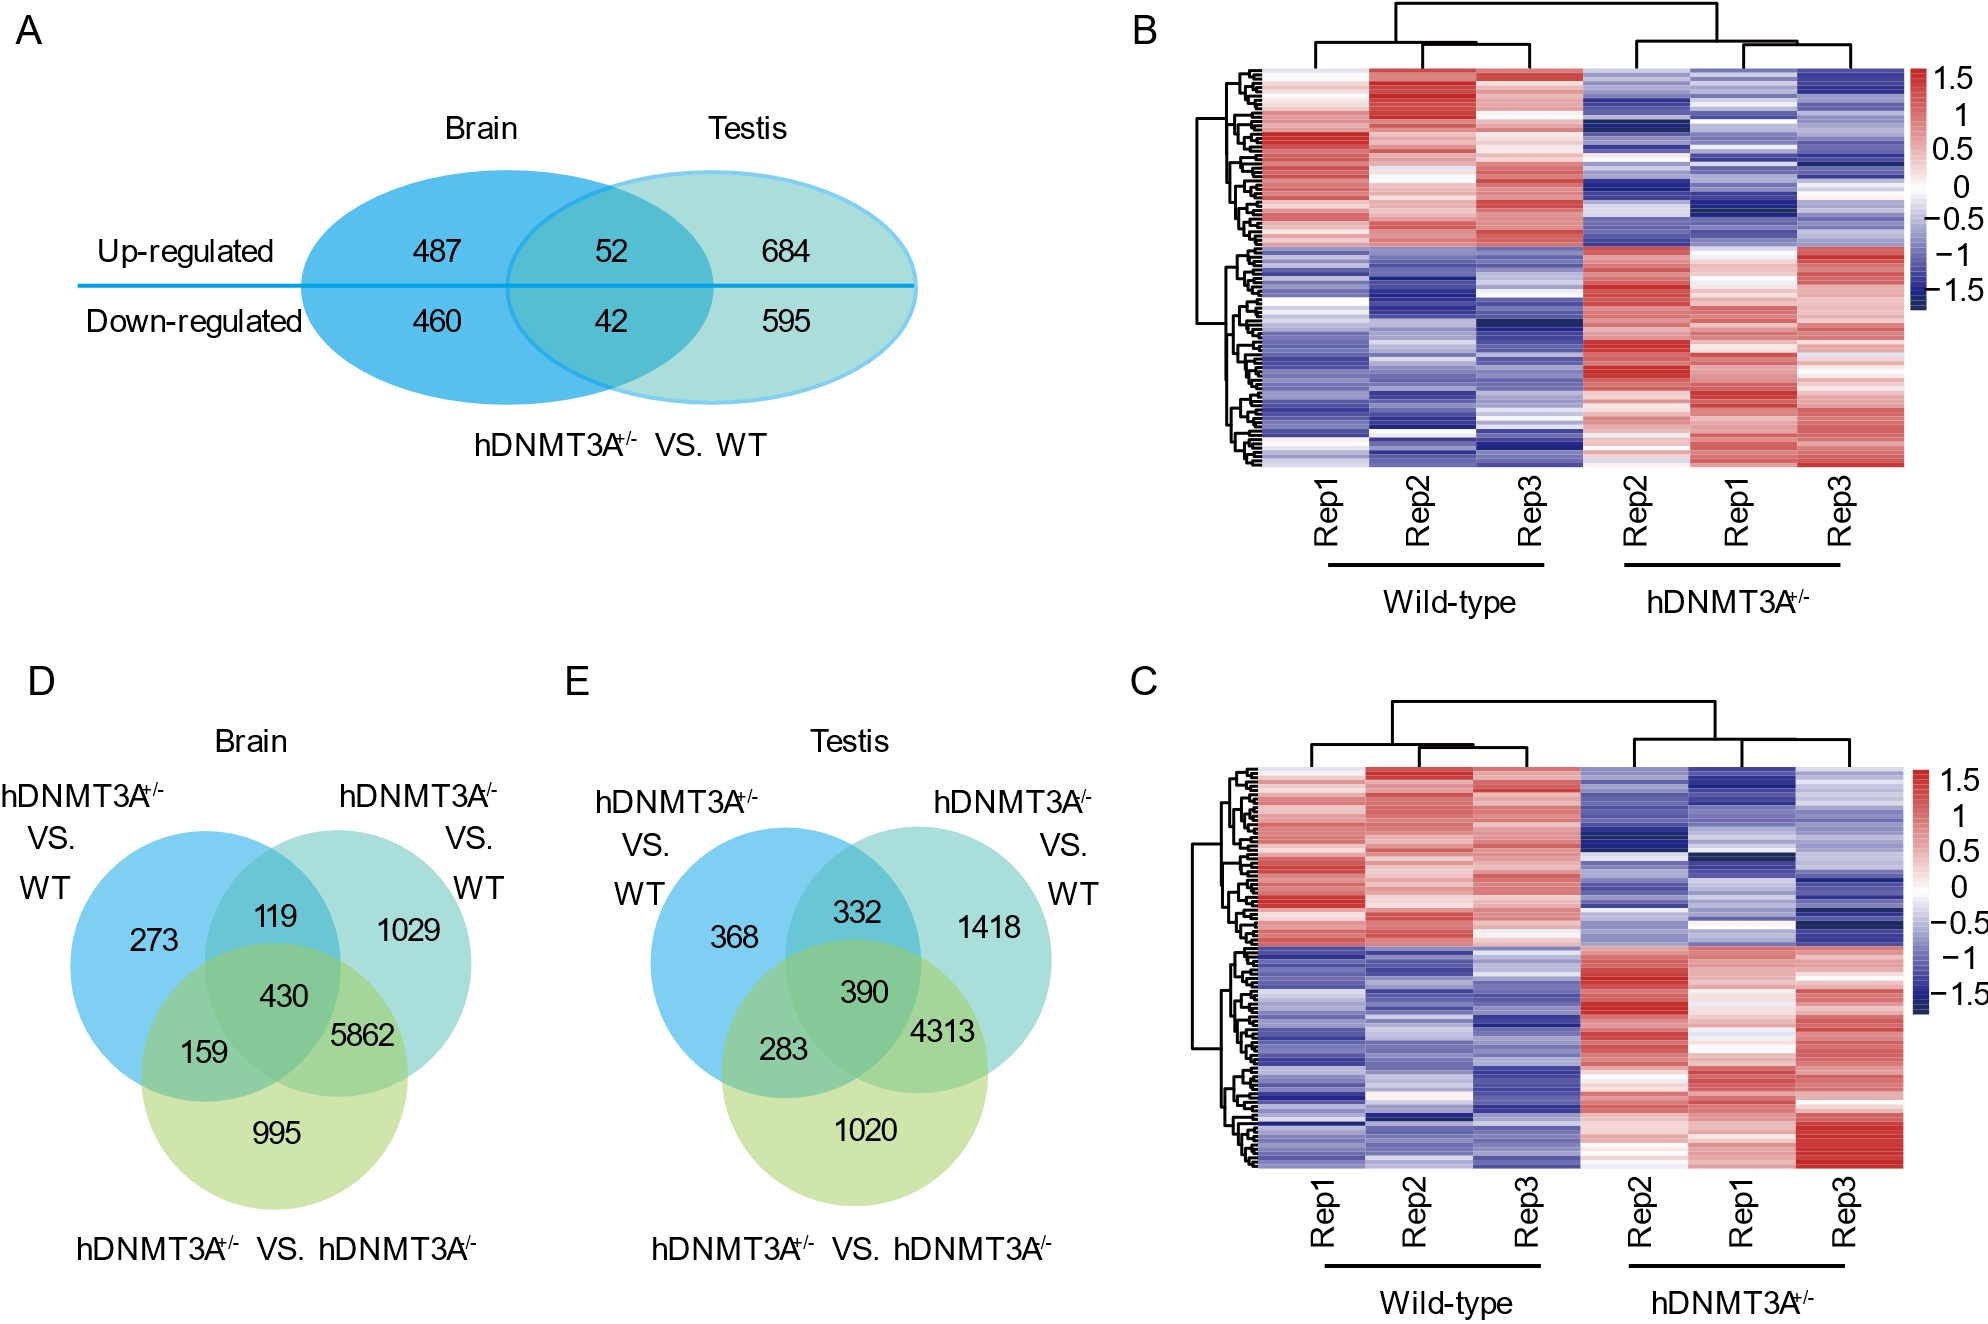 A
Brain Testis
Up-regulated 487 52 684
Down-regulated 460 42 595
hDNMT3A+/- VS. WT
B
1.5
1
0.5
0
−0.5
−1
−1.5
Rep1 Rep2 Rep3 Rep2 Rep1 Rep3
Wild-type hDNMT3A+/-
D
Brain
hDNMT3A+/- hDNMT3A-/-
VS. VS.
WT WT
119
273 1029
430
159 5862
995
hDNMT3A+/- VS. hDNMT3A-/-
E
Testis
hDNMT3A+/- hDNMT3A-/-
VS. VS.
WT WT
332
368 1418
390
283 4313
1020
hDNMT3A+/- VS. hDNMT3A-/-
C
1.5
1
0.5
0
−0.5
−1
−1.5
Rep1 Rep2 Rep3 Rep2 Rep1 Rep3
Wild-type hDNMT3A+/-